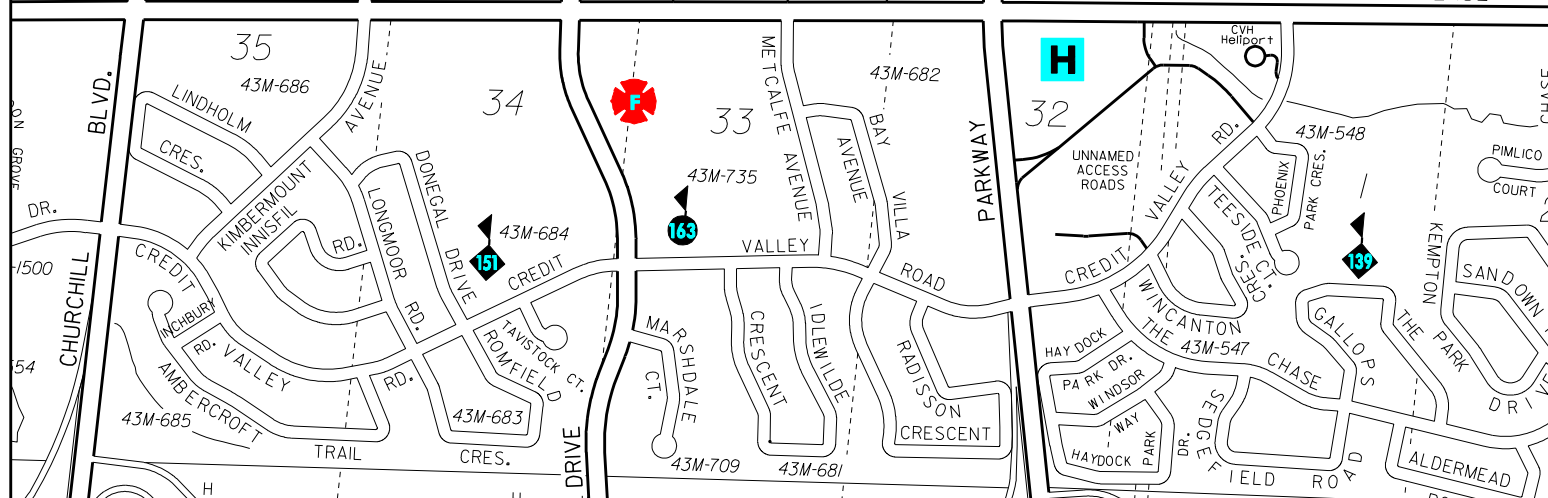 35
43M-686
LINDHOLM
CRES.
AVENUE
BLVD.
CHURCHILL
GROVE
DR.
-1500
CREDIT
VALLEY
RD.
KIMBERMOUNT
INNISFIL
RD.
LONGMOOR
RD.
DONEGAL
DRIVE
34
43M-684
151
CREDIT
INCHBURY
RD.
AMBERCROFT
TRAIL
43M-685
43M-683
ROMFIELD
CRES.
TAVISTOCK CT.
DRIVE
F
33
43M-735
163
METCALFE AVENUE
43M-682
BAY
VILLA
AVENUE
VALLEY
ROAD
MARSHDALE
CT.
CRESCENT
IDLEWILDE
RADISSON
CRESCENT
43M-709
43M-681
PARKWAY
H
32
UNNAMED
ACCESS
ROADS
CVH
Heliport
CREDIT
VALLEY
RD.
43M-548
PHOENIX
PARK CRES.
TEESIDE CT.
CRES.
WINCANTON
139
KEMPTON
PARK
DRIVE
SANDOWN
PIMLICO
COURT
CHASE
THE
GALLOPS
THE
CHASE
43M-547
HAYDOCK
PARK DR.
WINDSOR
WAY
HAYDOCK
PARK
DR.
SEDGEFIELD ROAD
ALDERMEAD
H